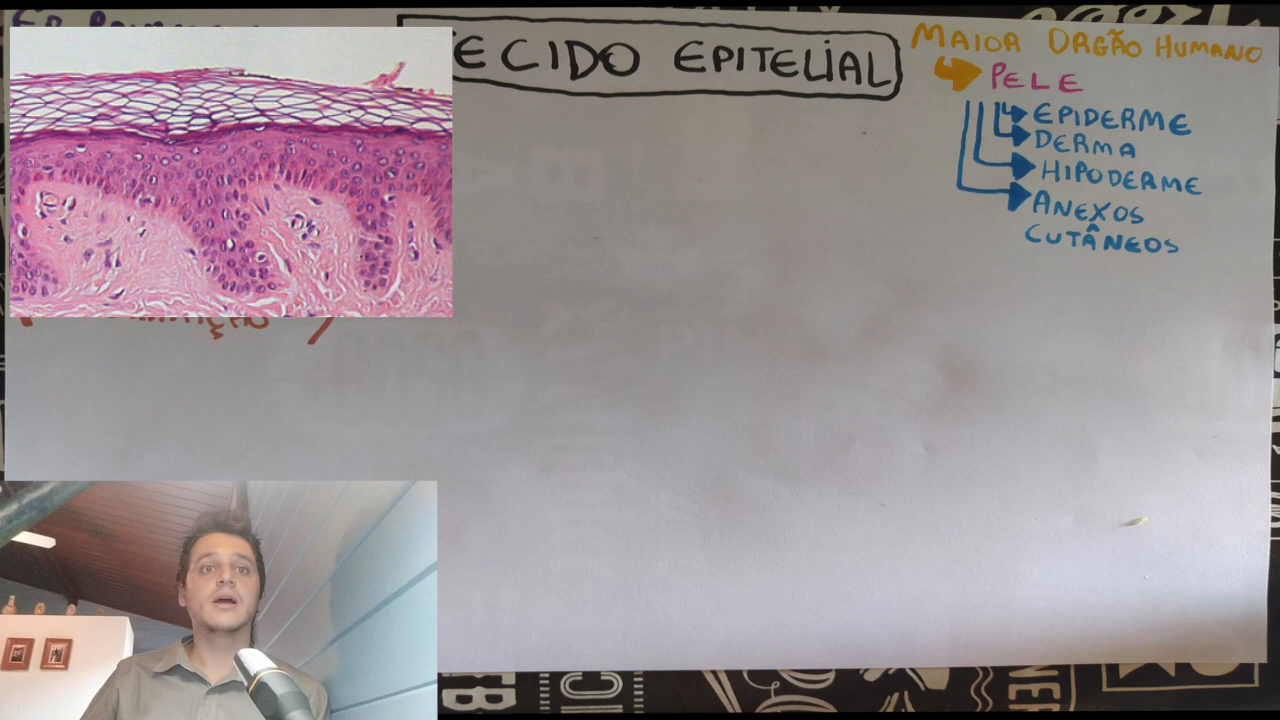 ECIDO EPITELIAL
MAIOR ORGÃO HUMANO
PELE
EPIDERME
DERMA
HIPODERME
ANEXOS
CUTÂNEOS